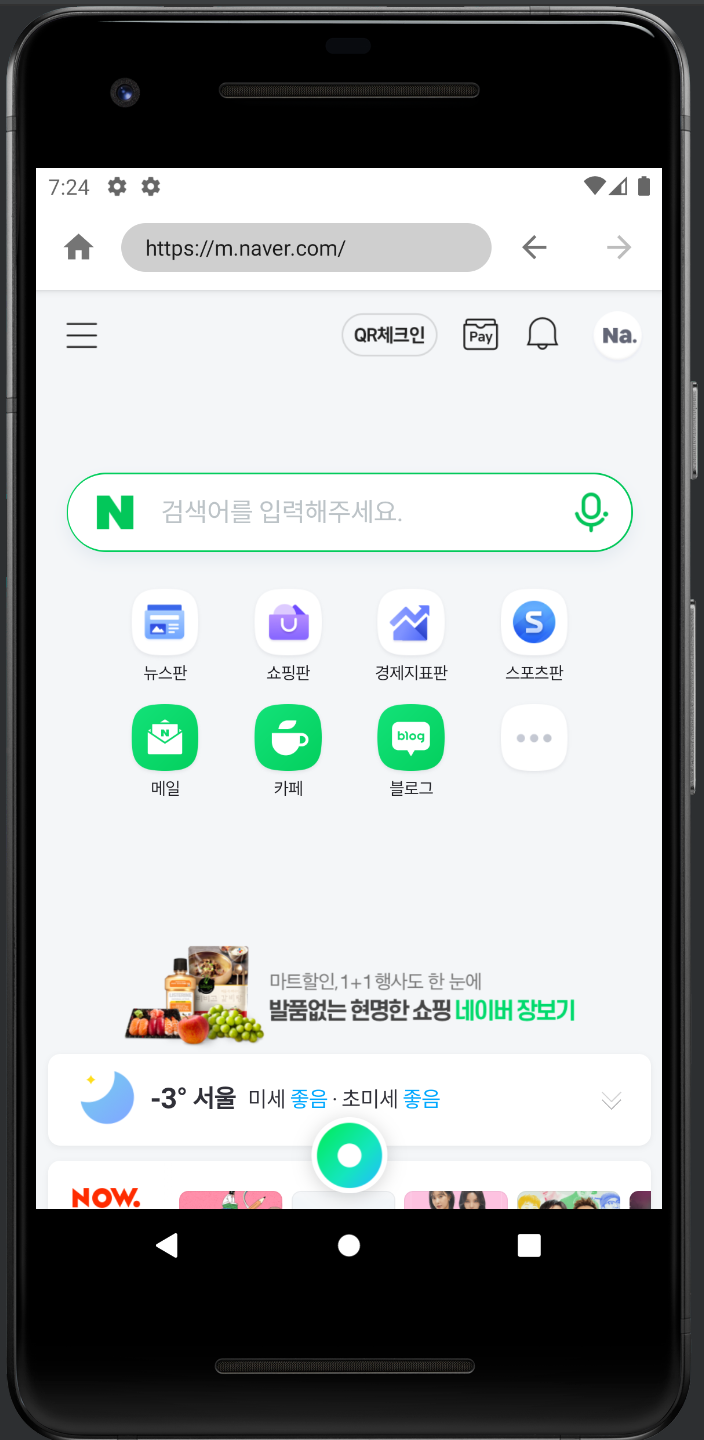 7:24
https://m.naver.com/
QR체크인
Pay
Na.
N
검색어를 입력해주세요.
뉴스판
쇼핑판
경제지표판
스포츠판
S
N
blog
메일
카페
블로그
마트할인, 1+1 행사도 한 눈에
발품없는 현명한 쇼핑 네이버 장보기
-3° 서울 미세 좋음 · 초미세 좋음
NOW.